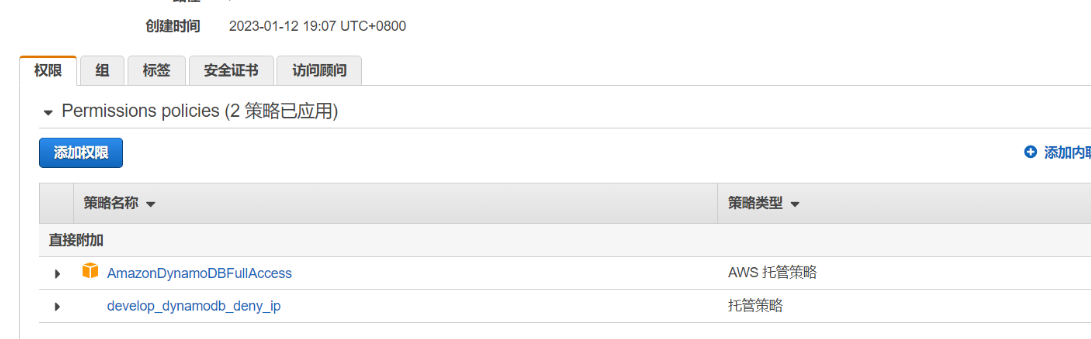 创建时间 2023-01-12 19:07 UTC+0800
权限 组 标签 安全证书 访问顾问
Permissions policies (2 策略已应用)
添加权限 添加内联
策略名称 策略类型
直接附加
AmazonDynamoDBFullAccess AWS 托管策略
develop_dynamodb_deny_ip 托管策略